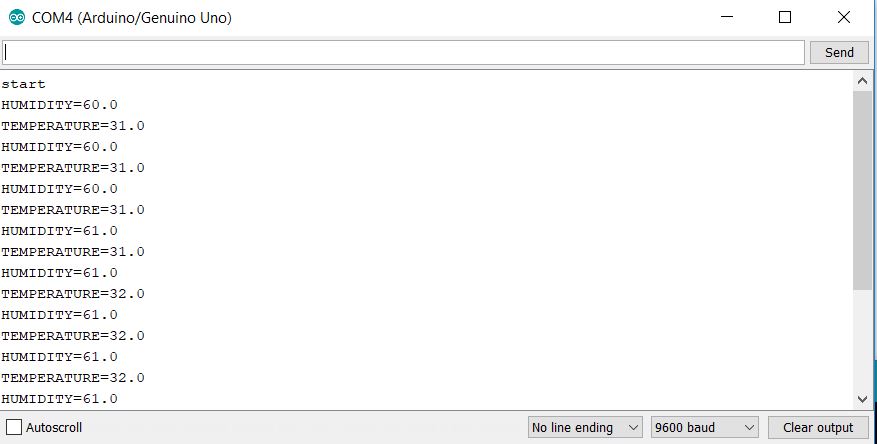 COM4 (Arduino/Genuino Uno)
Send
start
HUMIDITY=60.0
TEMPERATURE=31.0
HUMIDITY=60.0
TEMPERATURE=31.0
HUMIDITY=60.0
TEMPERATURE=31.0
HUMIDITY=61.0
TEMPERATURE=31.0
HUMIDITY=61.0
TEMPERATURE=32.0
HUMIDITY=61.0
TEMPERATURE=32.0
HUMIDITY=61.0
TEMPERATURE=32.0
HUMIDITY=61.0
Autoscroll No line ending 9600 baud Clear output